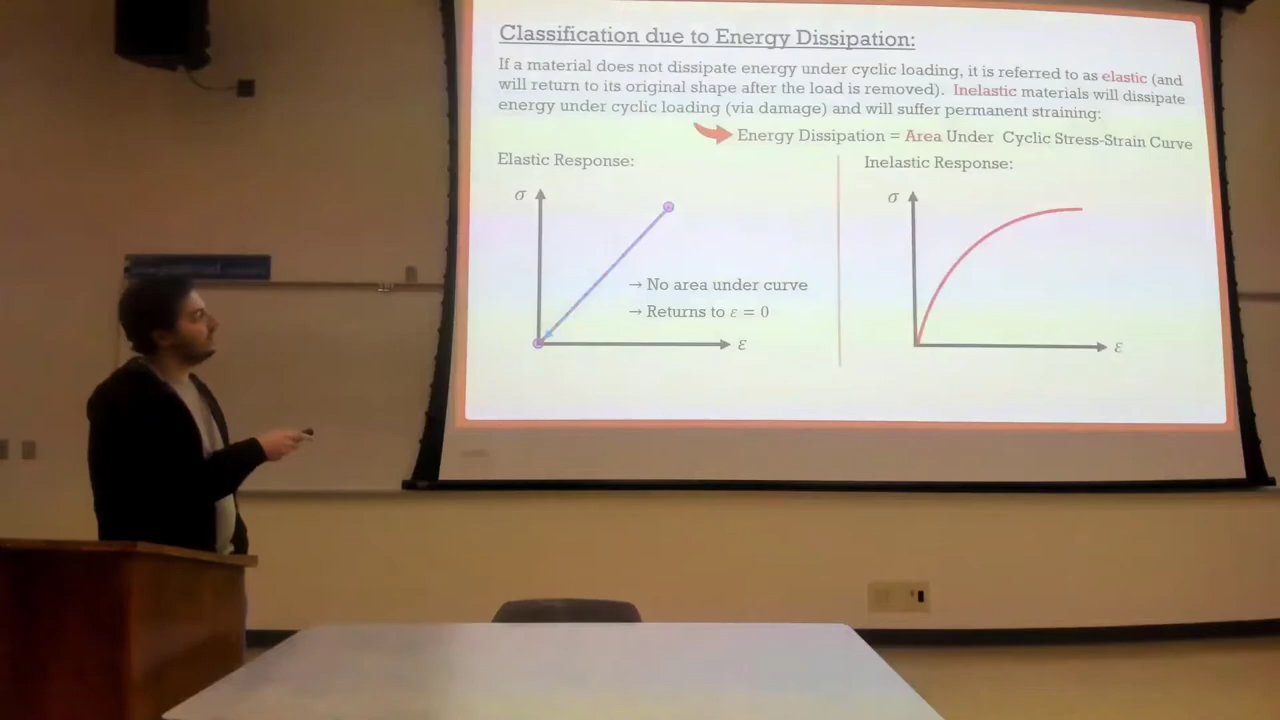 Classification due to Energy Dissipation:
If a material does not dissipate energy under cyclic loading, it is referred to as elastic (and
will return to its original shape after the load is removed). Inelastic materials will dissipate
energy under cyclic loading (via damage) and will suffer permanent straining:
Energy Dissipation = Area Under Cyclic Stress-Strain Curve
Elastic Response:
σ
→ No area under curve
→ Returns to ε = 0
ε
Inelastic Response:
σ
ε